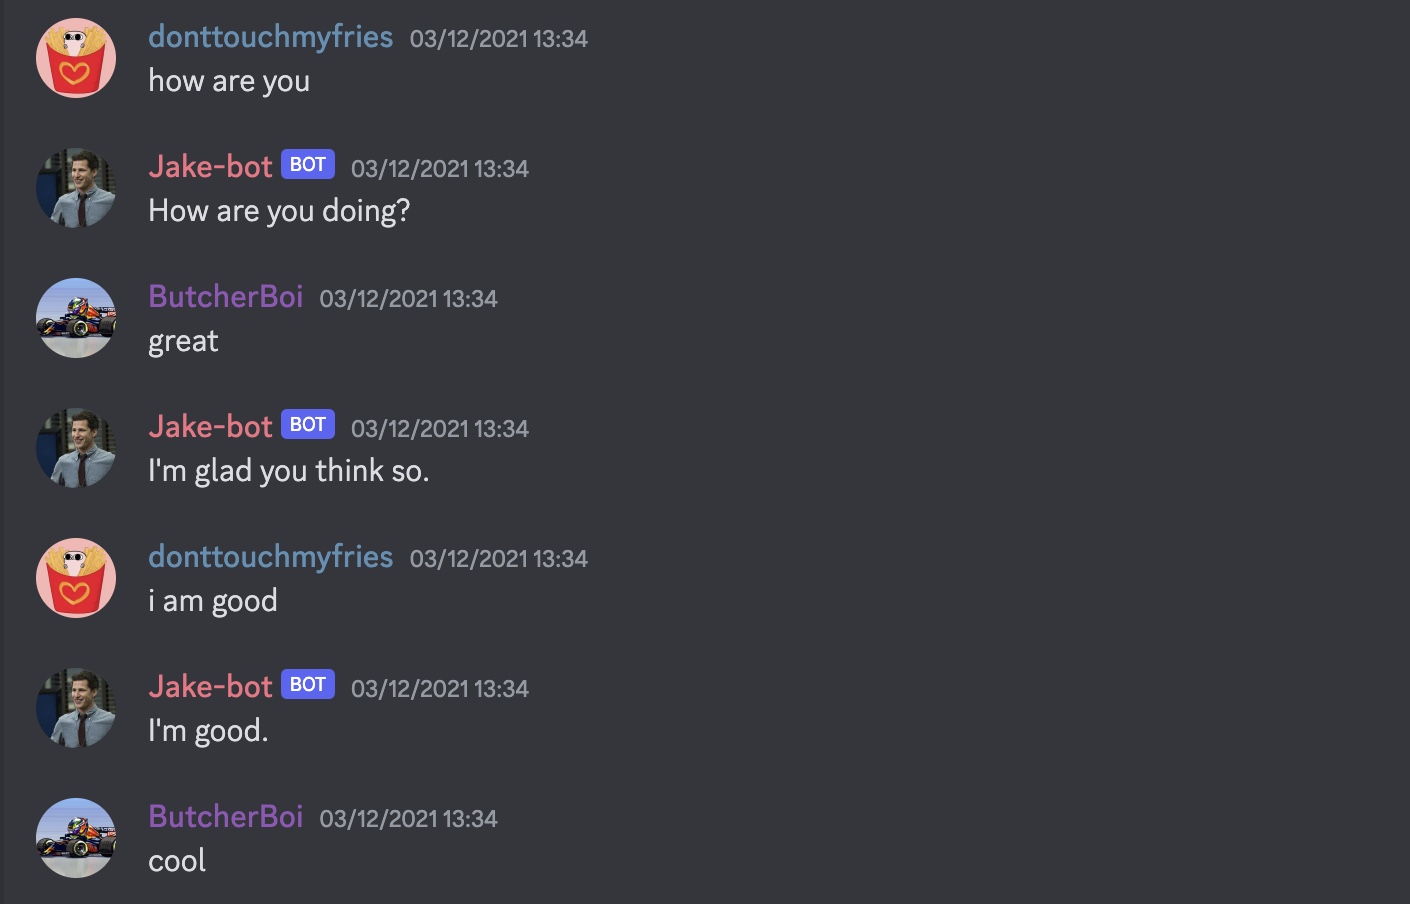 donttouchmyfries 03/12/2021 13:34
how are you
Jake-bot BOT 03/12/2021 13:34
How are you doing?
ButcherBoi 03/12/2021 13:34
great
Jake-bot BOT 03/12/2021 13:34
I'm glad you think so.
donttouchmyfries 03/12/2021 13:34
i am good
Jake-bot BOT 03/12/2021 13:34
I'm good.
ButcherBoi 03/12/2021 13:34
cool